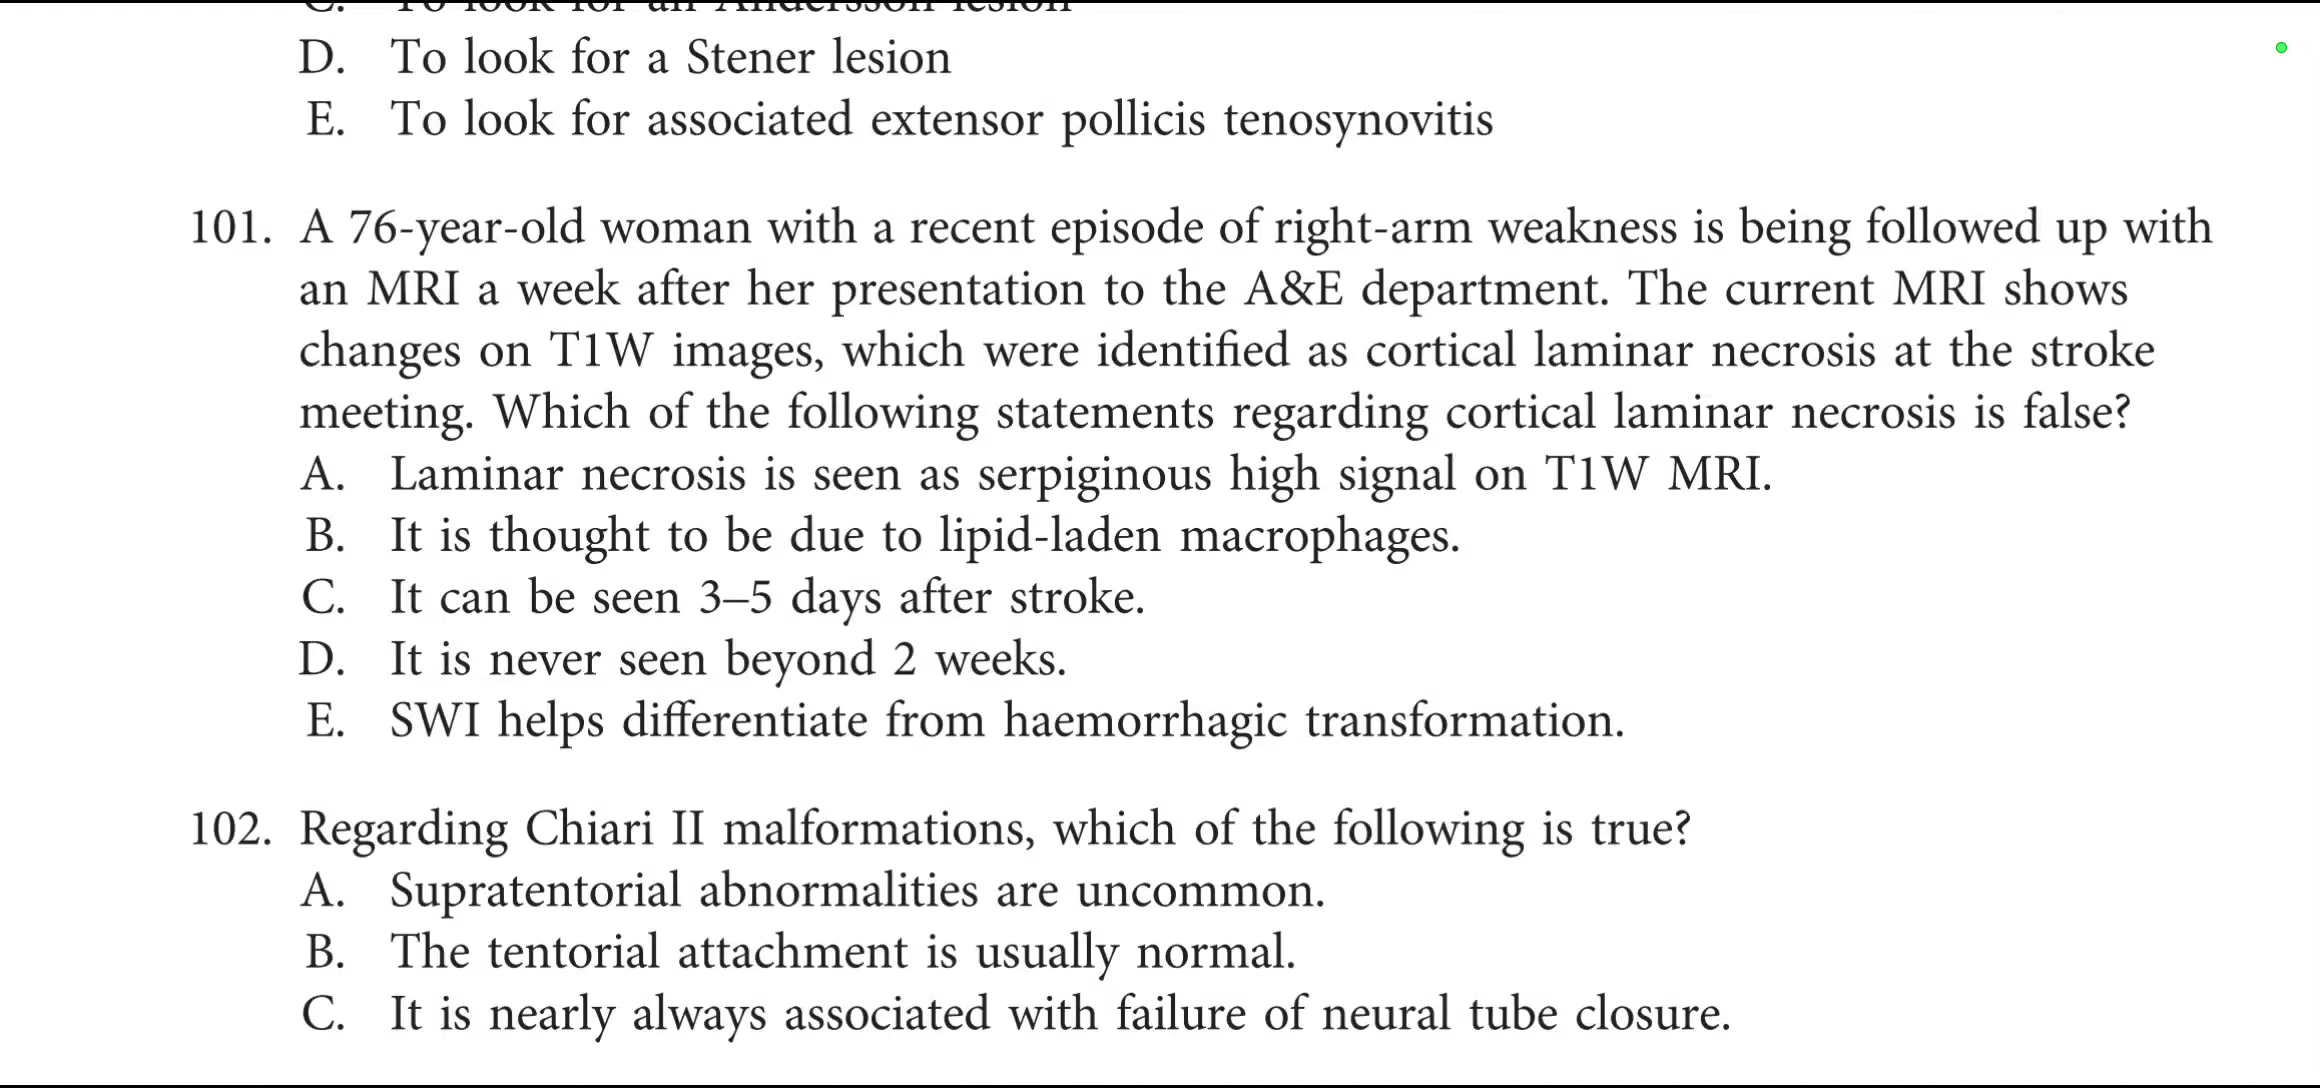 C. To look for an Andersson lesion
D. To look for a Stener lesion
E. To look for associated extensor pollicis tenosynovitis
101. A 76-year-old woman with a recent episode of right-arm weakness is being followed up with
an MRI a week after her presentation to the A&E department. The current MRI shows
changes on T1W images, which were identified as cortical laminar necrosis at the stroke
meeting. Which of the following statements regarding cortical laminar necrosis is false?
A. Laminar necrosis is seen as serpiginous high signal on T1W MRI.
B. It is thought to be due to lipid-laden macrophages.
C. It can be seen 3–5 days after stroke.
D. It is never seen beyond 2 weeks.
E. SWI helps differentiate from haemorrhagic transformation.
102. Regarding Chiari II malformations, which of the following is true?
A. Supratentorial abnormalities are uncommon.
B. The tentorial attachment is usually normal.
C. It is nearly always associated with failure of neural tube closure.